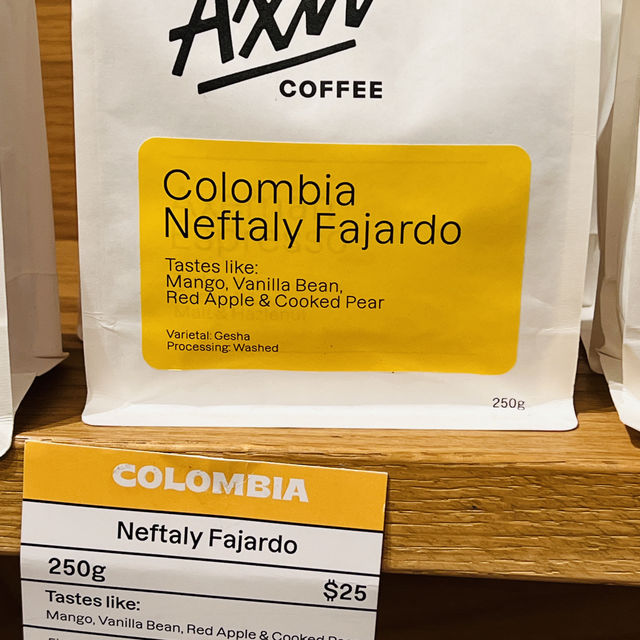 COFFEE
Colombia
Neftaly Fajardo
Tastes like:
Mango, Vanilla Bean,
Red Apple & Cooked Pear
Varietal: Gesha
Processing: Washed
250g
COLOMBIA
Neftaly Fajardo
250g
$25
Tastes like:
Mango, Vanilla Bean, Red Apple & Cooked